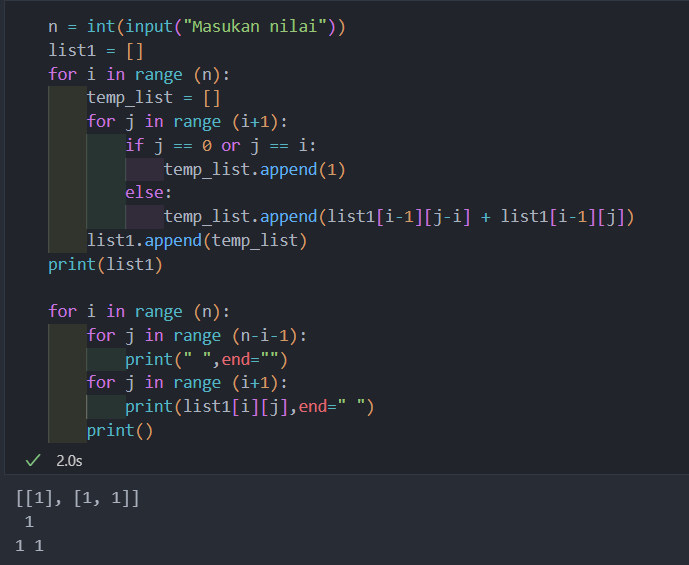 n = int(input("Masukan nilai"))
list1 = []
for i in range (n):
    temp_list = []
    for j in range (i+1):
        if j == 0 or j == i:
            temp_list.append(1)
        else:
            temp_list.append(list1[i-1][j-i] + list1[i-1][j])
    list1.append(temp_list)
print(list1)

for i in range (n):
    for j in range (n-i-1):
        print(" ",end="")
    for j in range (i+1):
        print(list1[i][j],end=" ")
    print()
✓ 2.0s
[[1], [1, 1]]
 1
1 1